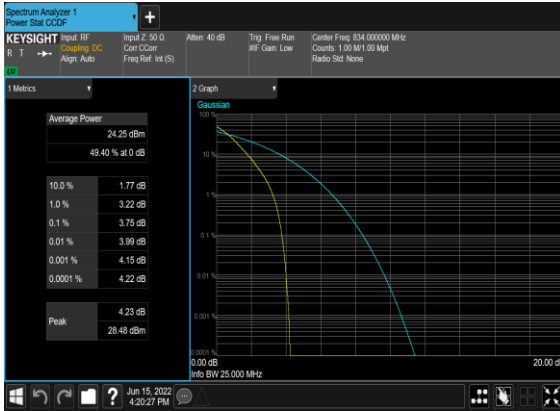 Spectrum Analyzer 1
Power Stat CCDF
KEYSIGHT
R T
Input: RF
Coupling: DC
Align: Auto
Input Z: 50 Ω
Corr CCorr
Freq Ref: Int (S)
Atten: 40 dB
Trig: Free Run
#IF Gain: Low
Center Freq: 834.000000 MHz
Counts: 1.00 M/1.00 Mpt
Radio Std: None
1 Metrics
Average Power
24.25 dBm
49.40 % at 0 dB
10.0 % 1.77 dB
1.0 % 3.22 dB
0.1 % 3.75 dB
0.01 % 3.99 dB
0.001 % 4.15 dB
0.0001 % 4.22 dB
Peak 4.23 dB
28.48 dBm
2 Graph
Gaussian
100 %
10 %
1 %
0.1 %
0.01 %
0.001 %
0.0001 %
0.00 dB
20.00 d
Info BW 25.000 MHz
?
Jun 15, 2022
4:20:27 PM